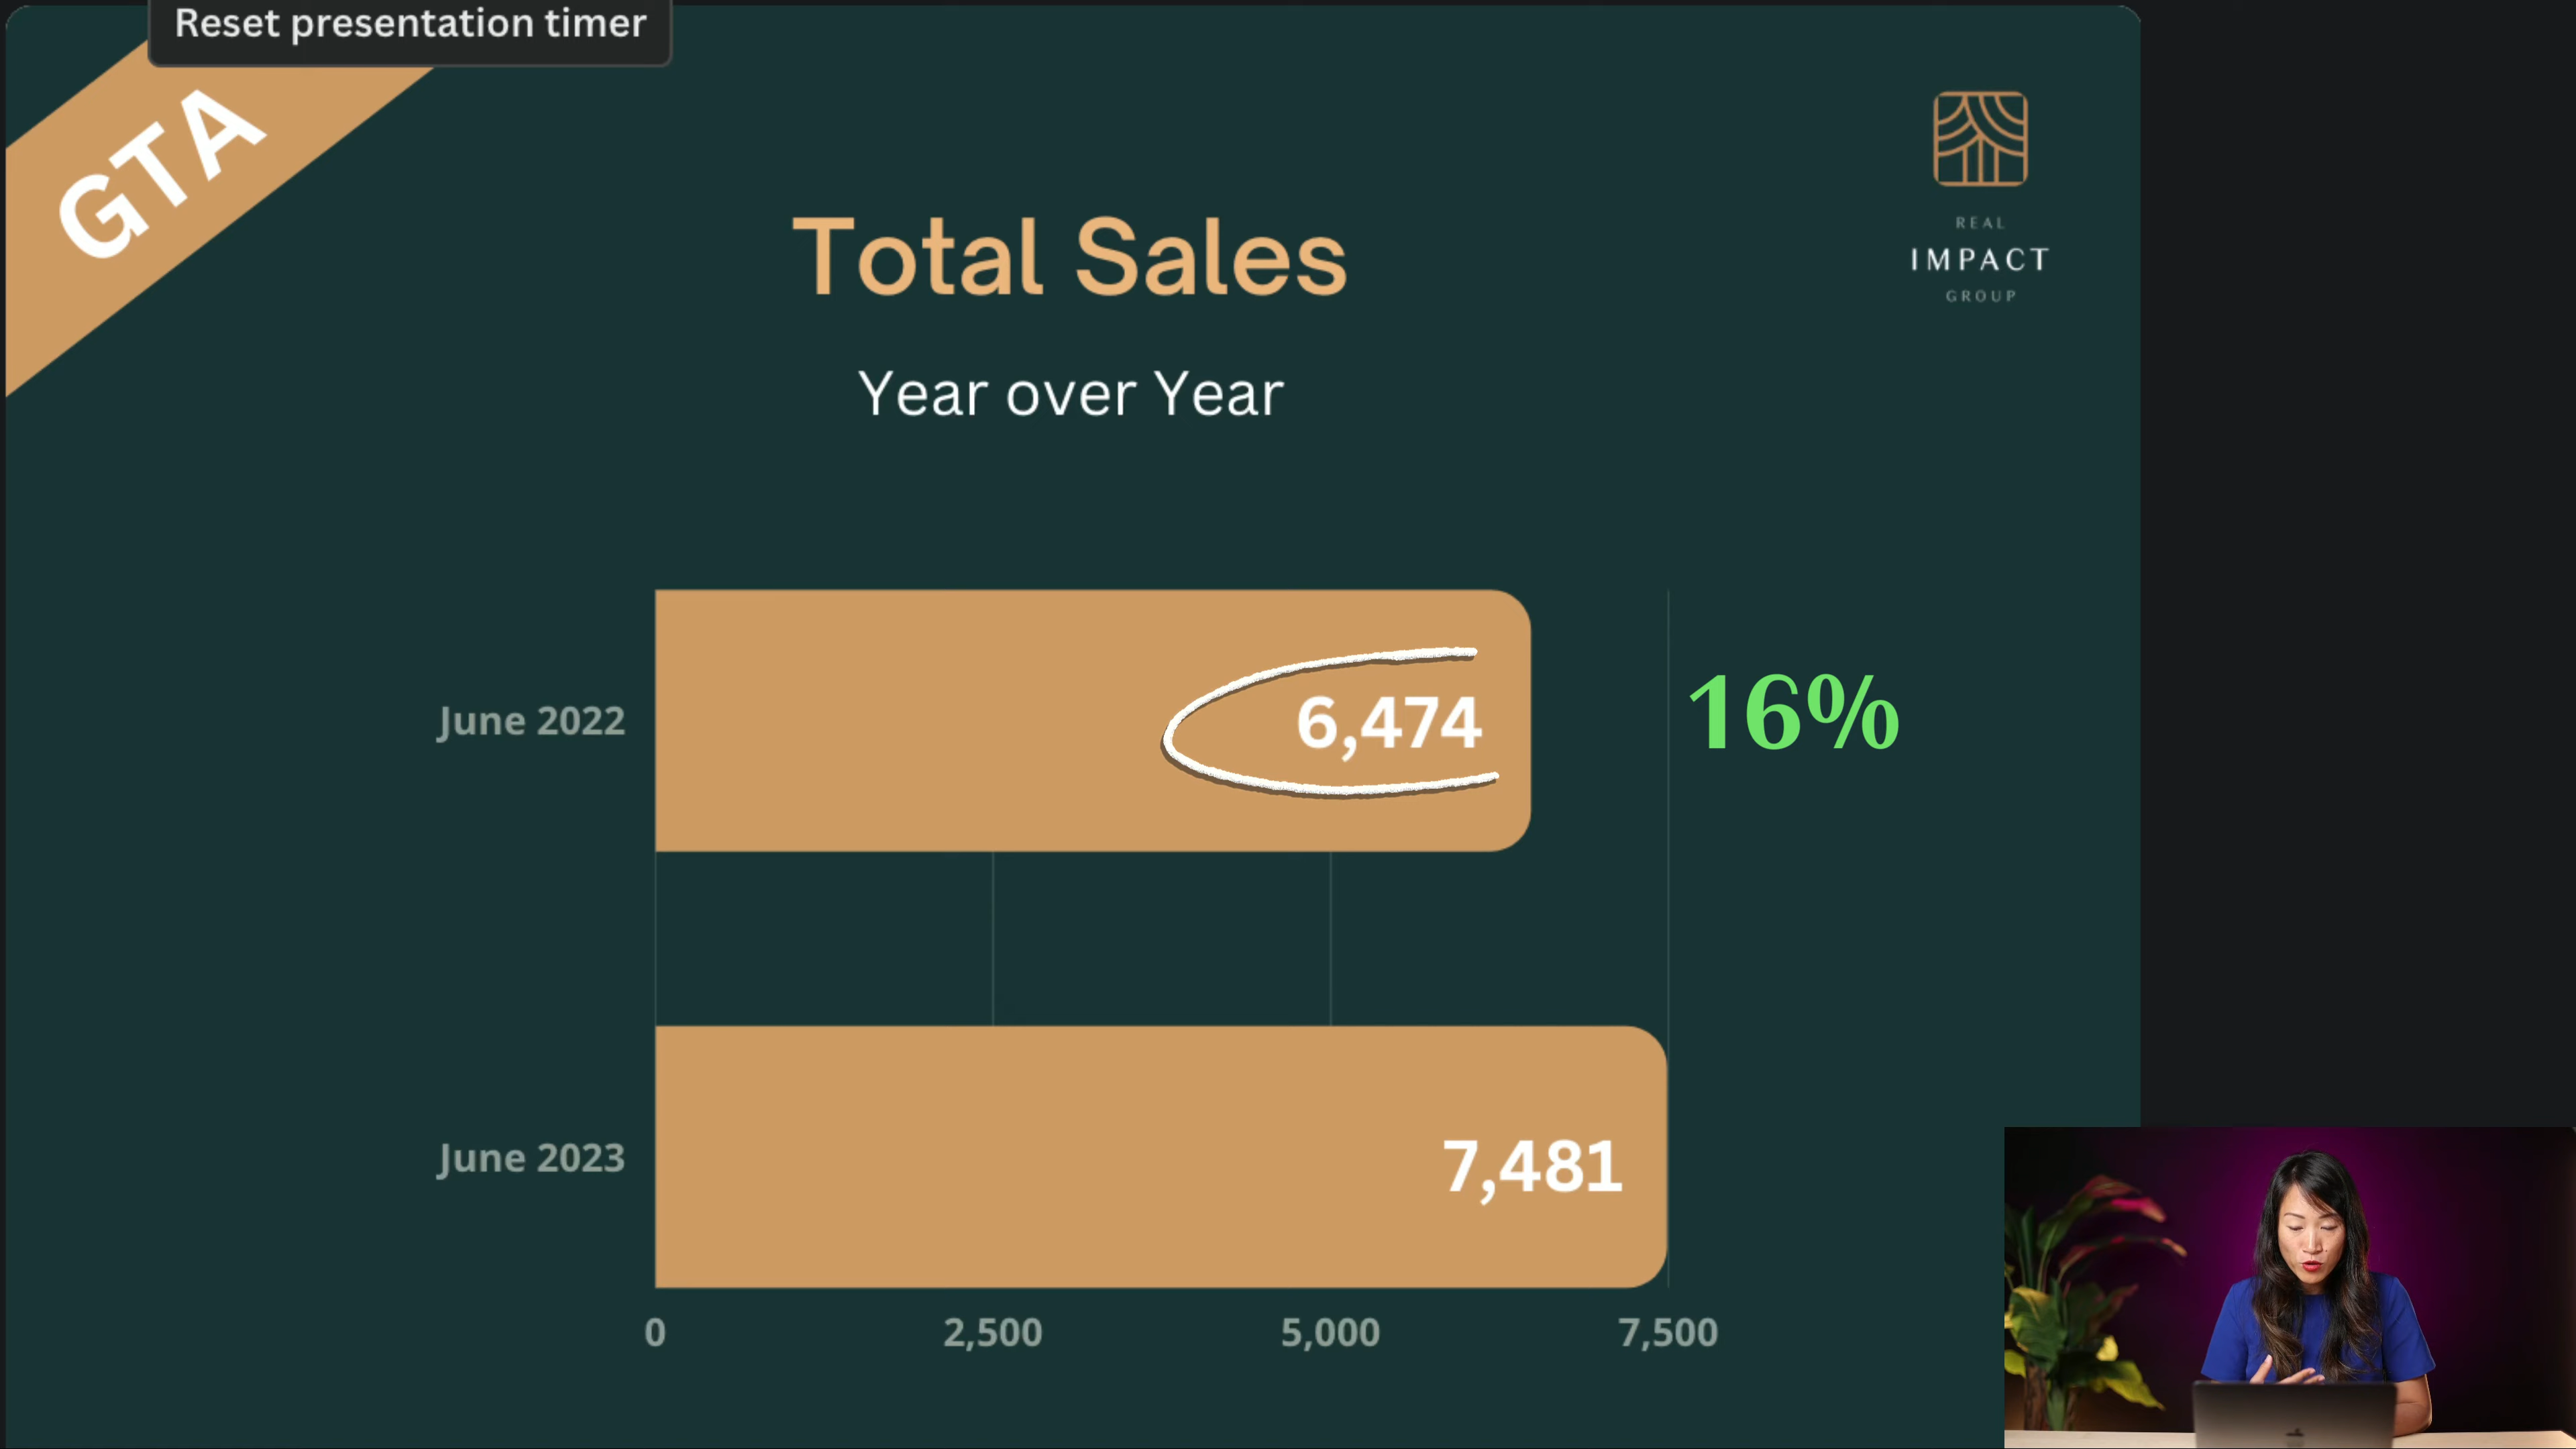 Reset presentation timer
GTA
REAL
IMPACT
GROUP
Total Sales
Year over Year
June 2022
6,474
16%
June 2023
7,481
0
2,500
5,000
7,500